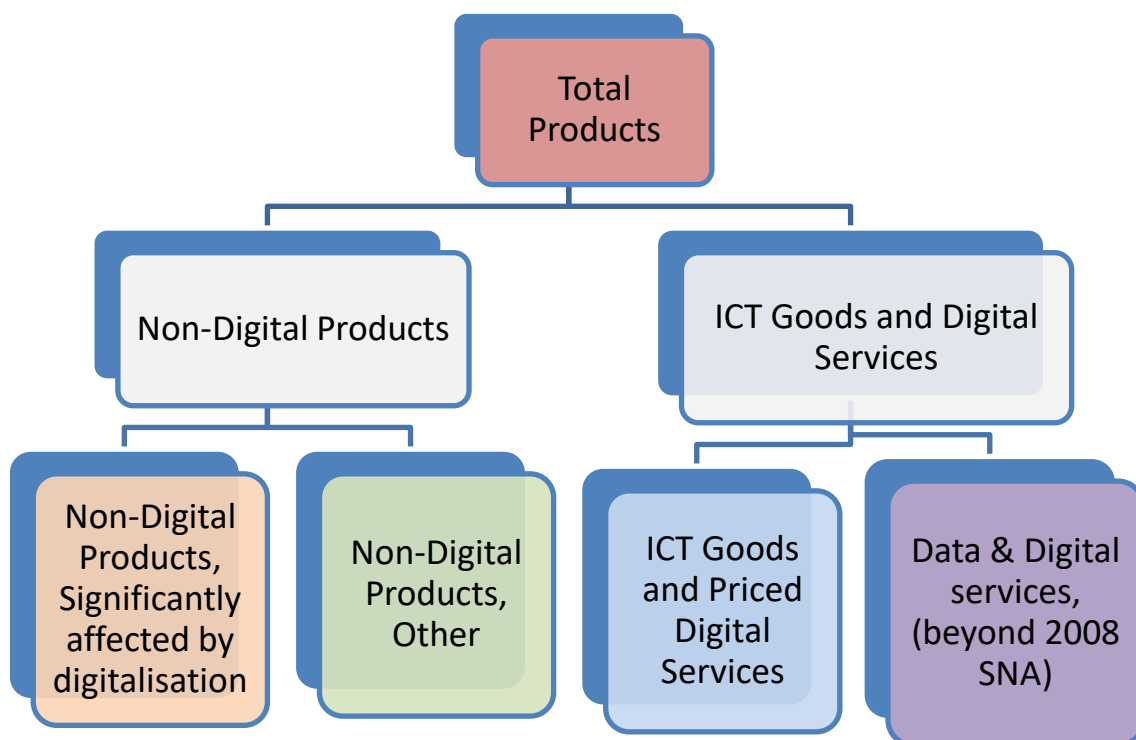 Total
Products
Non-Digital Products
ICT Goods and Digital
Services
Non-Digital
Products,
Significantly
affected by
digitalisation
Non-Digital
Products,
Other
ICT Goods
and Priced
Digital
Services
Data & Digital
services,
(beyond 2008
SNA)